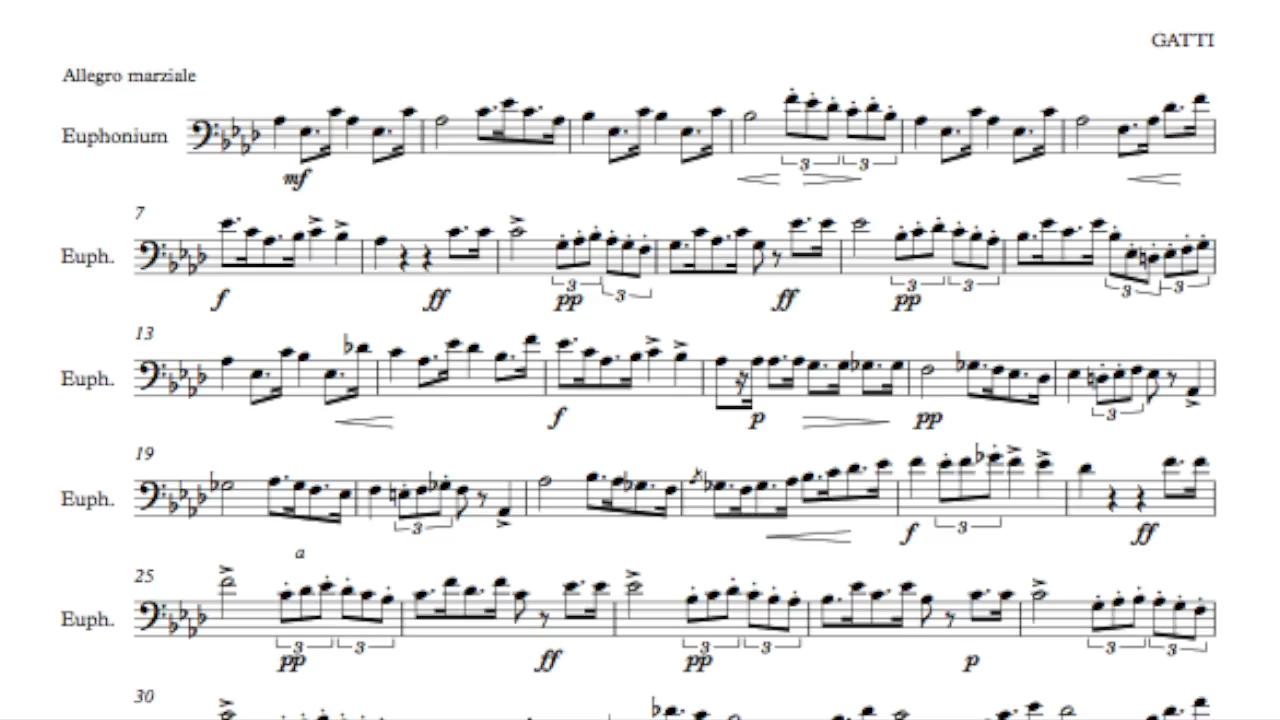 GATTI
Allegro marziale
Euphonium
3 3
mf
7
Euph.
3 3 3 3 3 3
f ff pp ff pp
13
Euph.
3
f p pp
19
Euph.
3 3
f ff
a
25
Euph.
3 3 3 3 3 3
pp ff pp p
30